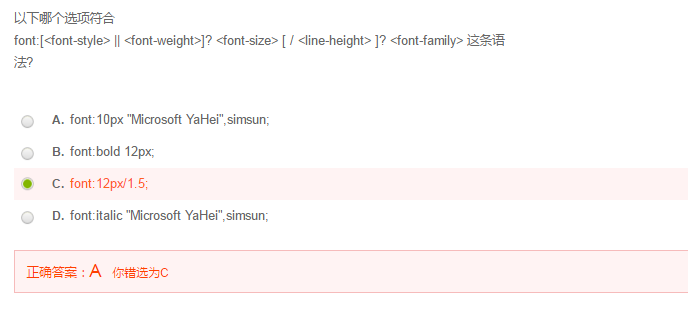 以下哪个选项符合
font:[<font-style> || <font-weight>]? <font-size> [ / <line-height> ]? <font-family> 这条语
法?
A. font:10px "Microsoft YaHei",simsun;
B. font:bold 12px;
C. font:12px/1.5;
D. font:italic "Microsoft YaHei",simsun;
正确答案：A 你错选为C